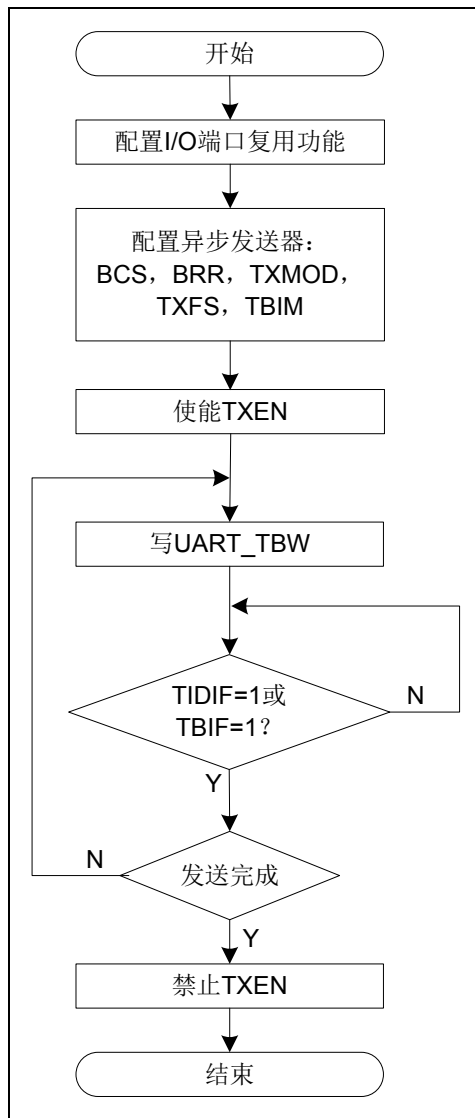 开始
配置I/O端口复用功能
配置异步发送器：
BCS，BRR，TXMOD，
TXFS，TBIM
使能TXEN
写UART_TBW
TIDIF=1或
TBIF=1？
N
Y
发送完成
N
Y
禁止TXEN
结束